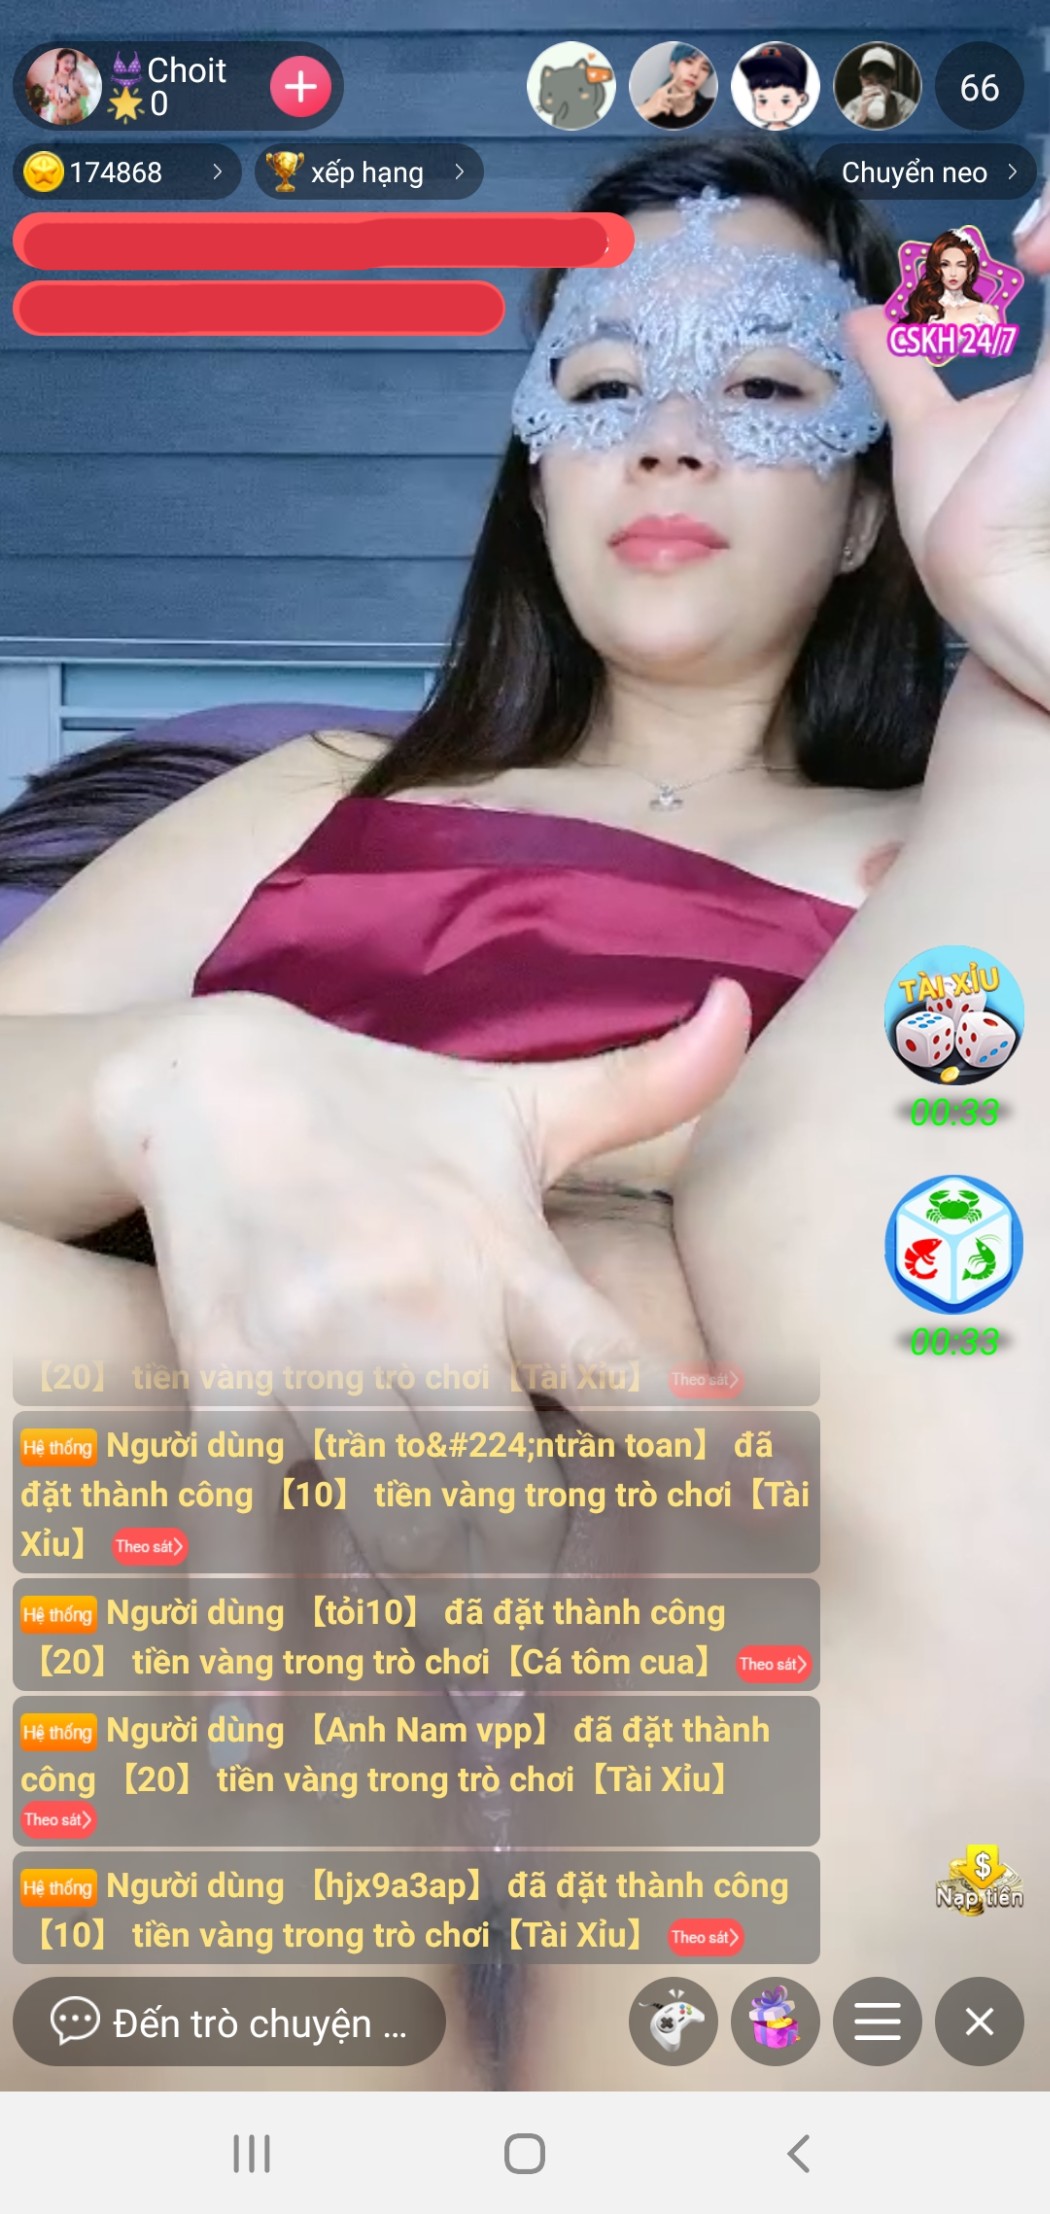 Choit
0
66
174868
xếp hạng
Chuyển neo
CSKH 24/7
TÀI XỈU
00:33
00:33
【20】 tiền vàng trong trò chơi【Tài Xỉu】 Theo sát
Hệ thống Người dùng 【trần to&#224;ntrần toan】 đã
đặt thành công 【10】 tiền vàng trong trò chơi【Tài
Xỉu】 Theo sát
Hệ thống Người dùng 【tỏi10】 đã đặt thành công
【20】 tiền vàng trong trò chơi【Cá tôm cua】 Theo sát
Hệ thống Người dùng 【Anh Nam vpp】 đã đặt thành
công 【20】 tiền vàng trong trò chơi【Tài Xỉu】
Theo sát
Hệ thống Người dùng 【hjx9a3ap】 đã đặt thành công
【10】 tiền vàng trong trò chơi【Tài Xỉu】 Theo sát
Nạp tiền
Đến trò chuyện ...